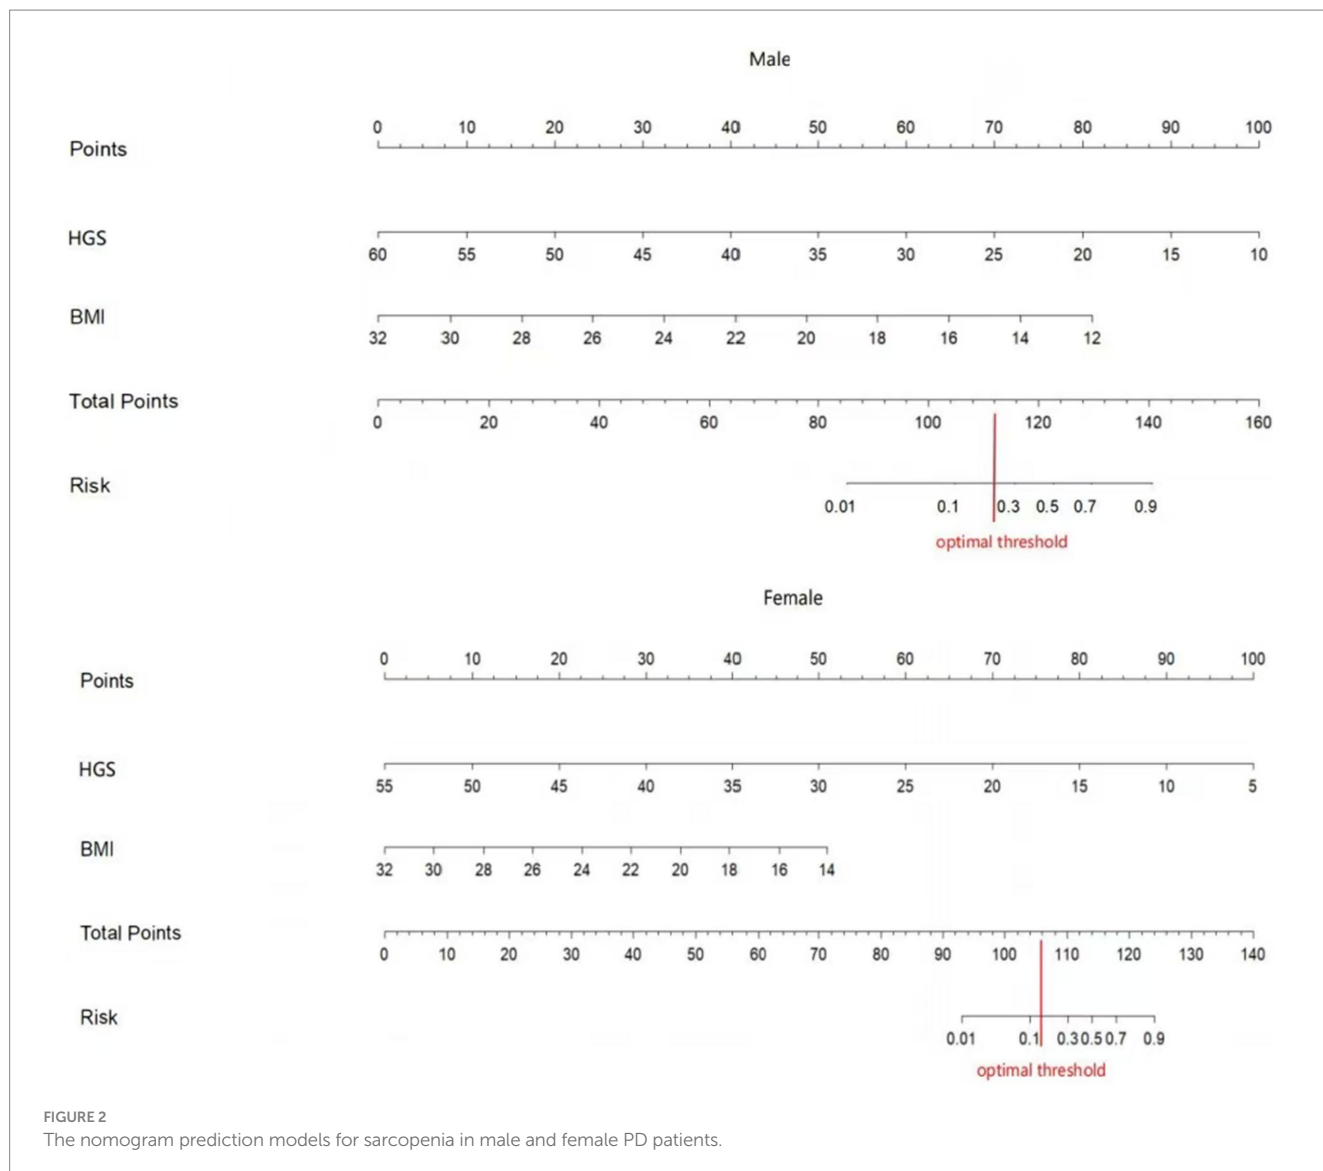 Male
0 10 20 30 40 50 60 70 80 90 100
Points
HGS
60 55 50 45 40 35 30 25 20 15 10
BMI
32 30 28 26 24 22 20 18 16 14 12
Total Points
0 20 40 60 80 100 120 140 160
Risk
0.01 0.1 0.3 0.5 0.7 0.9
optimal threshold
Female
0 10 20 30 40 50 60 70 80 90 100
Points
HGS
55 50 45 40 35 30 25 20 15 10 5
BMI
32 30 28 26 24 22 20 18 16 14
Total Points
0 10 20 30 40 50 60 70 80 90 100 110 120 130 140
Risk
0.01 0.1 0.3 0.5 0.7 0.9
optimal threshold
FIGURE 2
The nomogram prediction models for sarcopenia in male and female PD patients.